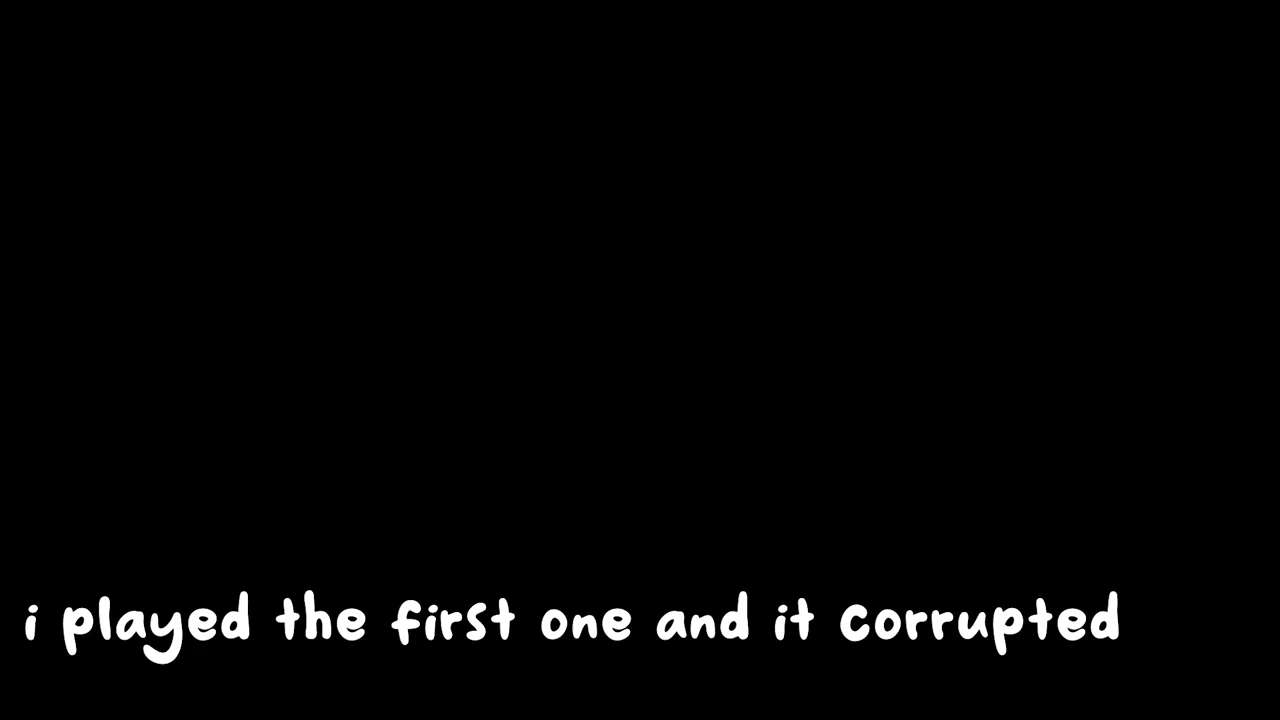 i played the first one and it corrupted